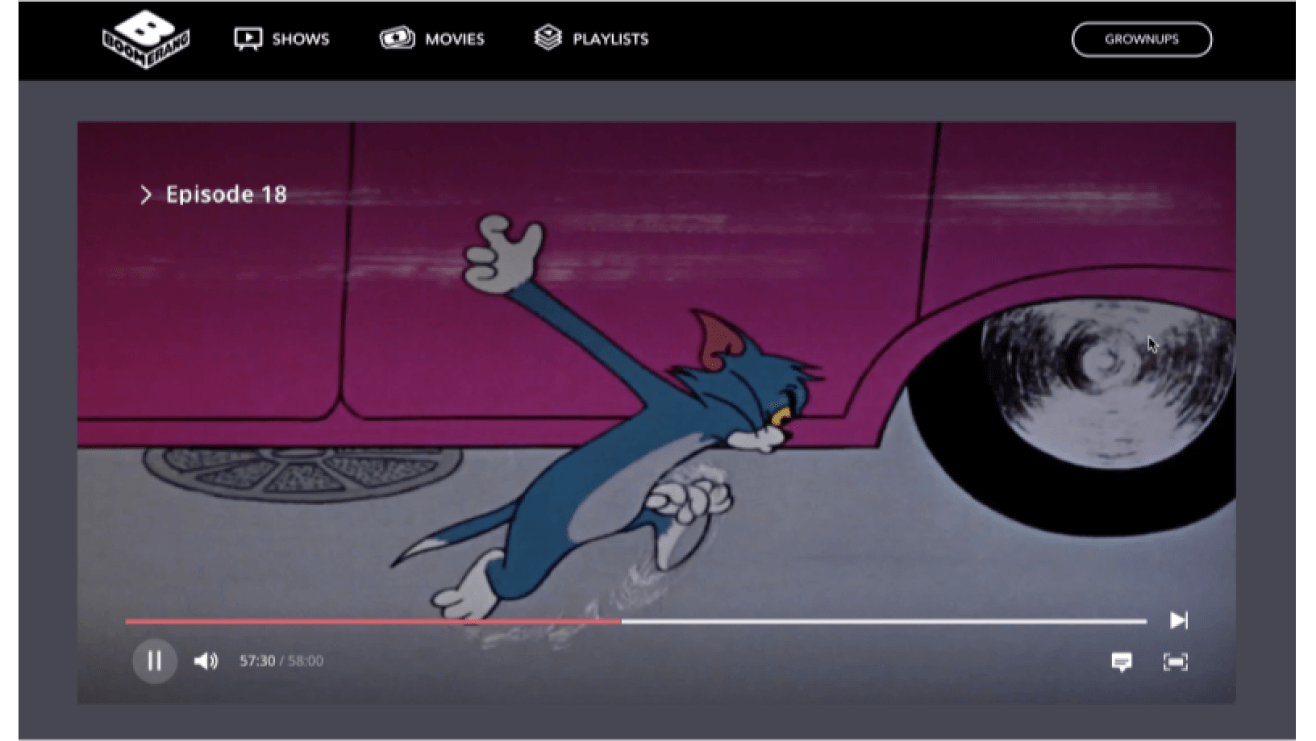 B
BOOMERANG
SHOWS
MOVIES
PLAYLISTS
GROWNUPS
Episode 18
57:30 / 58:00